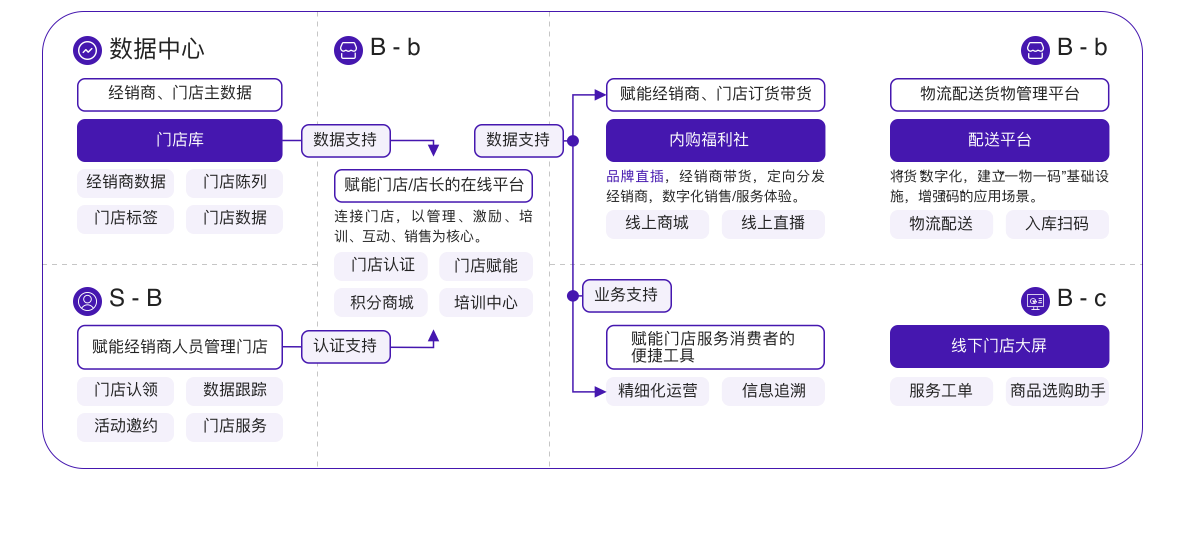 数据中心
经销商、门店主数据
门店库
经销商数据
门店陈列
门店标签
门店数据
S - B
赋能经销商人员管理门店
门店认领
数据跟踪
活动邀约
门店服务
数据支持
认证支持
B - b
赋能门店/店长的在线平台
连接门店，以管理、激励、培
训、互动、销售为核心。
门店认证
门店赋能
积分商城
培训中心
数据支持
业务支持
赋能经销商、门店订货带货
内购福利社
品牌直播，经销商带货，定向分发
经销商，数字化销售/服务体验。
线上商城
线上直播
赋能门店服务消费者的
便捷工具
精细化运营
信息追溯
B - b
物流配送货物管理平台
配送平台
将货数字化，建立“一物一码”基础设
施，增强码的应用场景。
物流配送
入库扫码
B - c
线下门店大屏
服务工单
商品选购助手